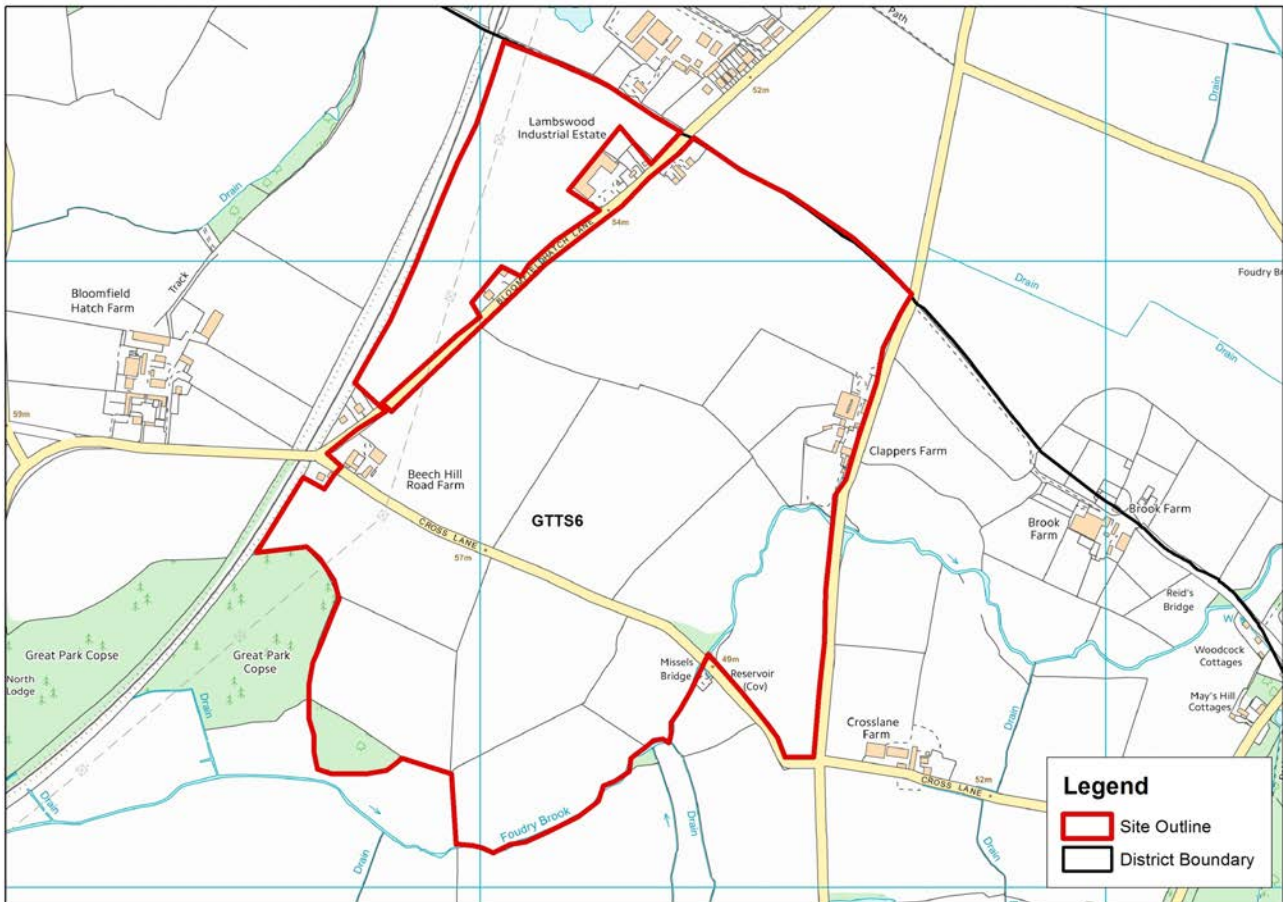 Path
52m
Drain
Lambswood
Industrial Estate
Drain
54m
BLOOMFIELDHATCH LANE
Drain
Foudry Br
Track
Bloomfield
Hatch Farm
Drain
59m
Clappers Farm
Beech Hill
Road Farm
CROSS LANE
GTTS6
57m
Brook Farm
Brook
Farm
Reid's
Bridge
W
Great Park Copse
Great Park
Copse
North
Lodge
Missels
Bridge
49m
Reservoir
(Cov)
Woodcock
Cottages
May's Hill
Cottages
Drain
Drain
Crosslane
Farm
52m
CROSS LANE
Drain
Foudry Brook
Drain
Drain
Legend
Site Outline
District Boundary